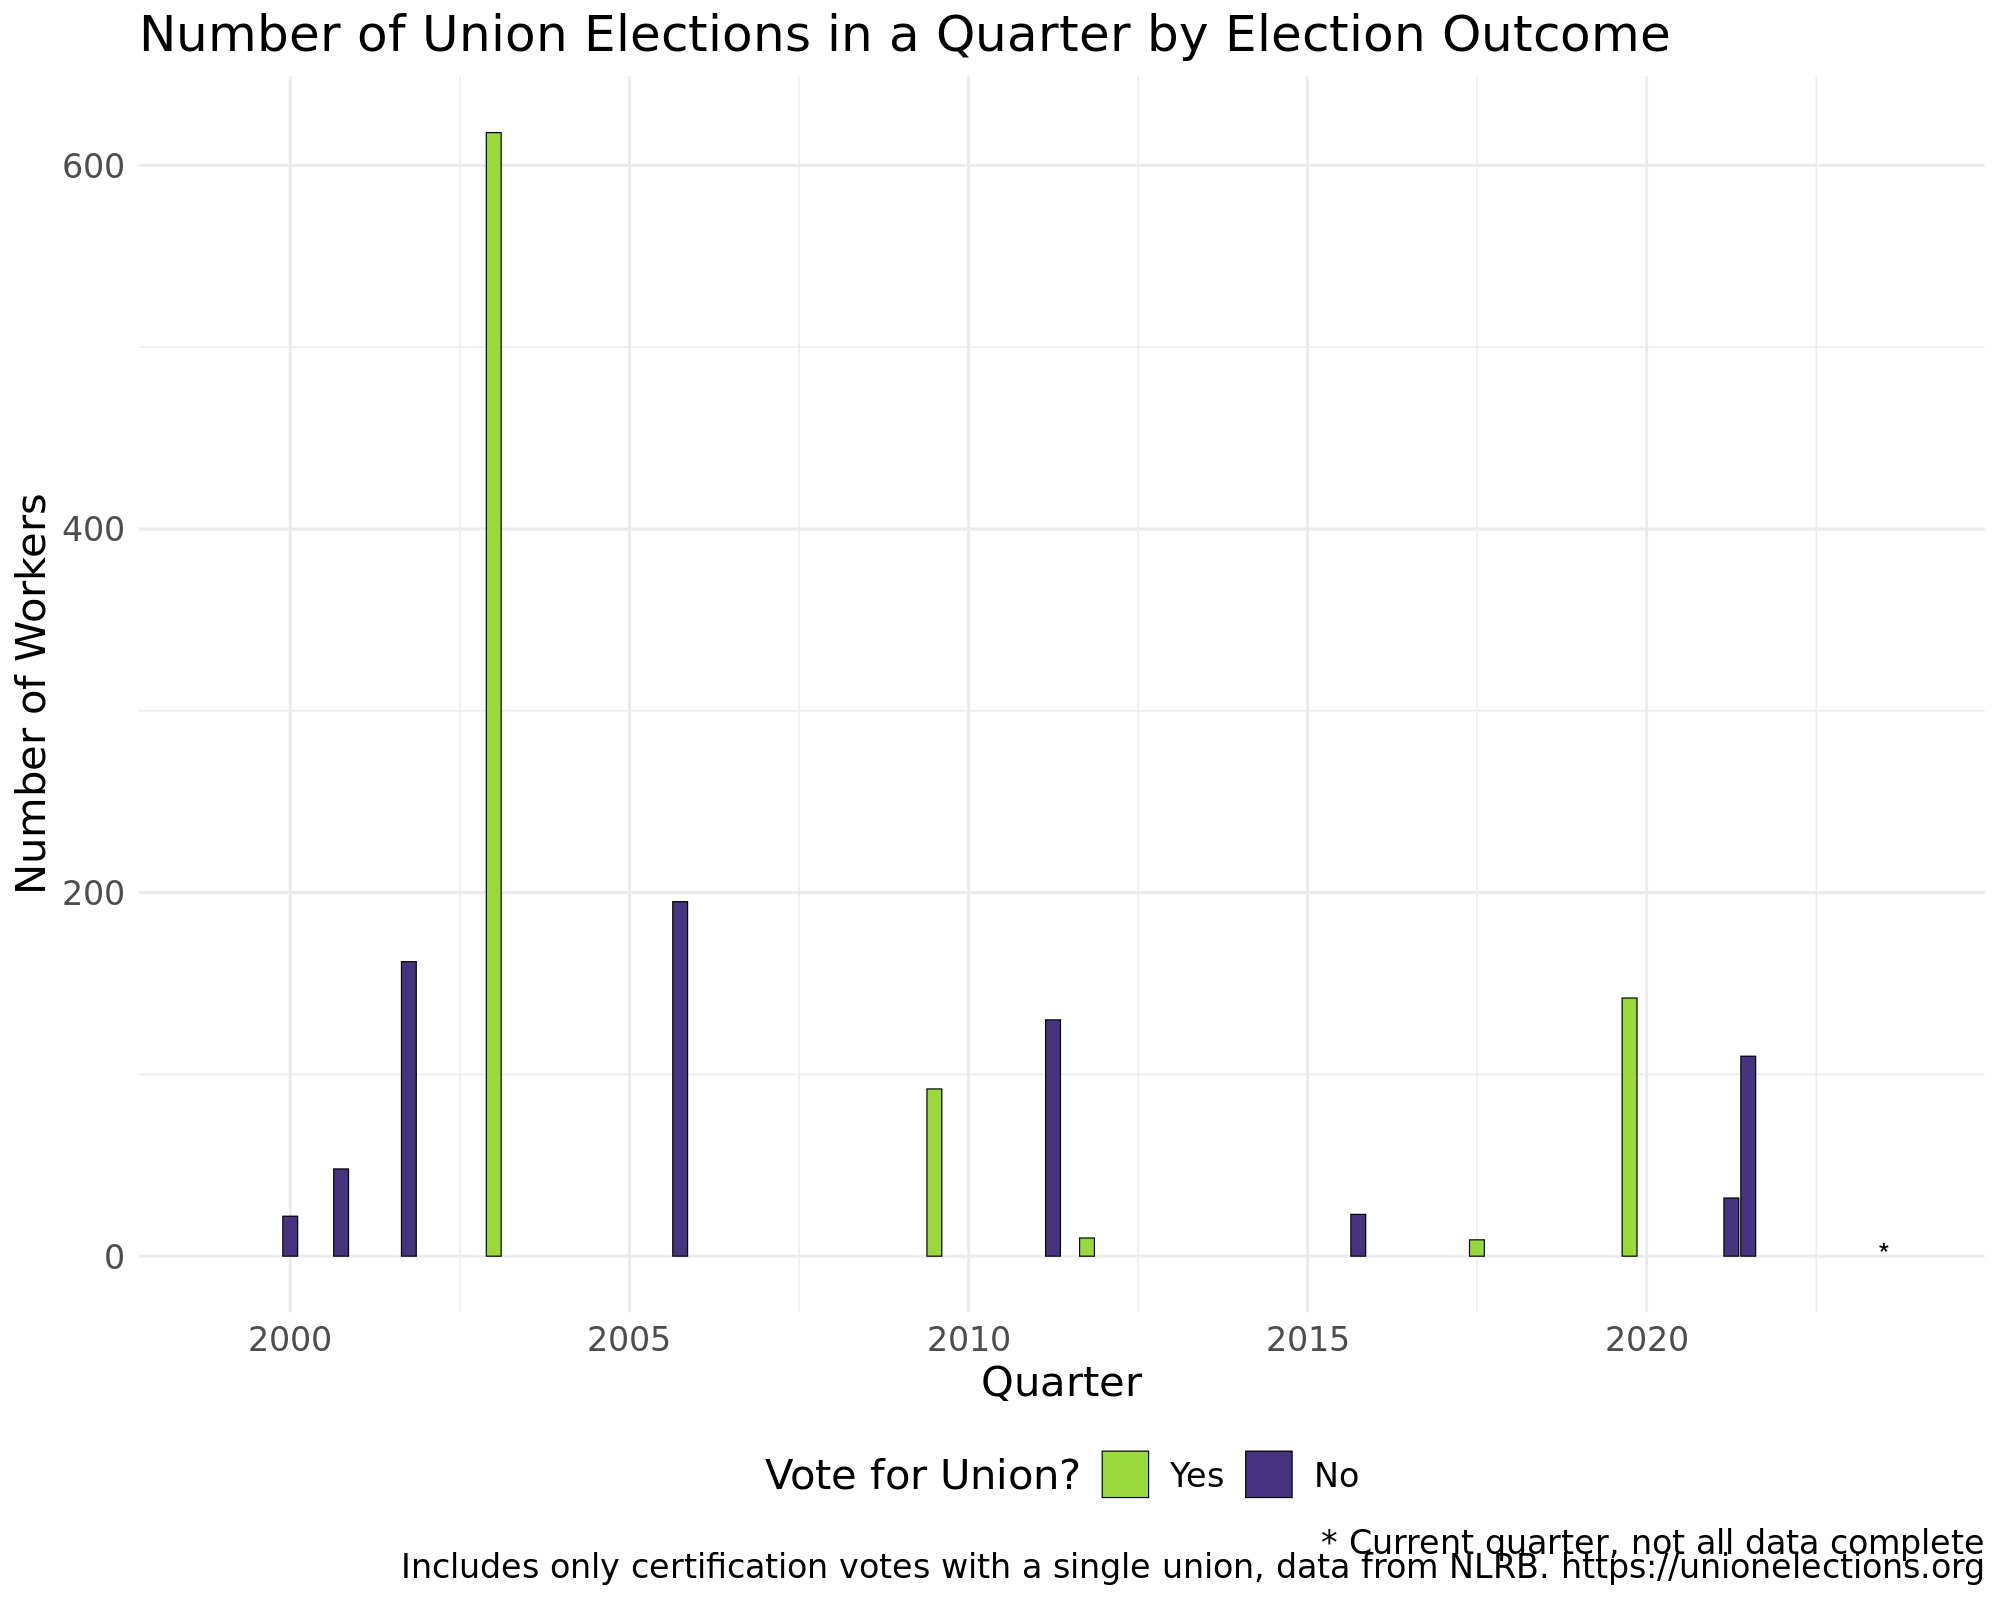 Number of Union Elections in a Quarter by Election Outcome
Number of Workers
600
400
200
0
*
2000 2005 2010 2015 2020
Quarter
Vote for Union? Yes No
* Current quarter, not all data complete
Includes only certification votes with a single union, data from NLRB. https://unionelections.org